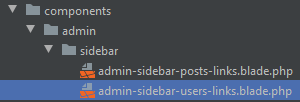 components
admin
sidebar
admin-sidebar-posts-links.blade.php
admin-sidebar-users-links.blade.php